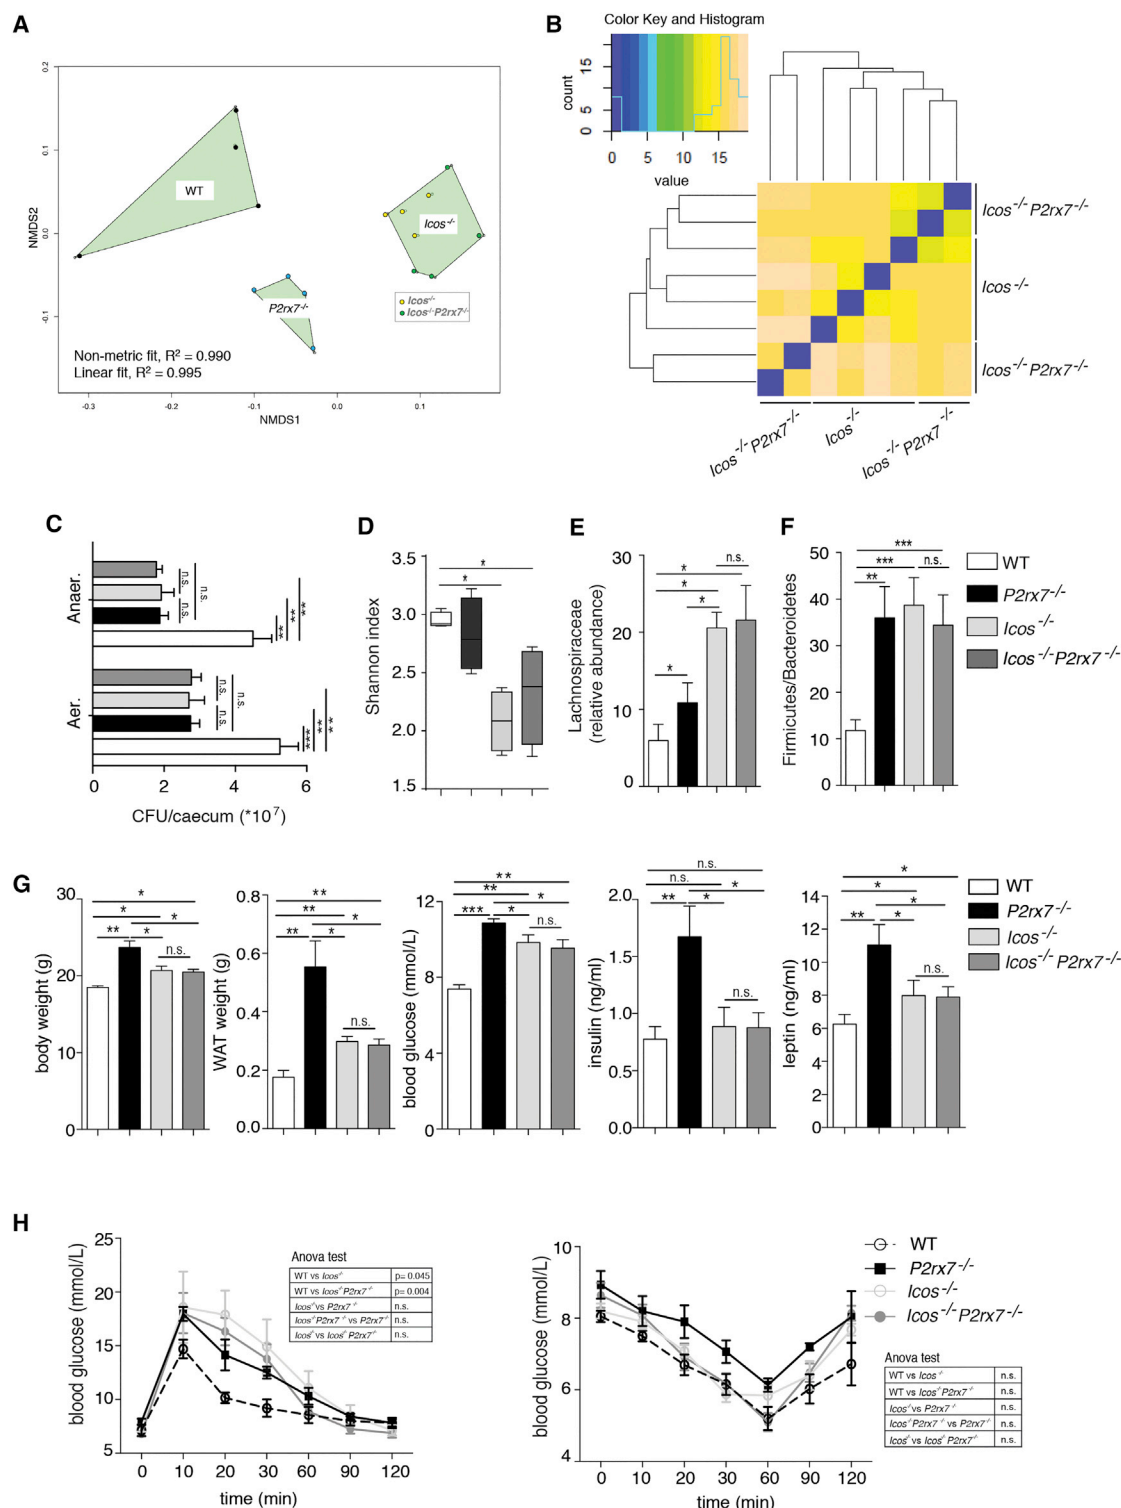 A
0.2
0.1
0.0
-0.1
NMDS2
WT
Icos-/-
P2rx7-/-
Icos-/-
Icos-/-P2rx7-/-
Non-metric fit, R2 = 0.990
Linear fit, R2 = 0.995
-0.3 -0.2 -0.1 0.0 0.1
NMDS1
B
Color Key and Histogram
count
0 5 10 15
0 5 10 15
value
Icos-/- P2rx7-/-
Icos-/-
Icos-/- P2rx7-/-
Icos-/- P2rx7-/-
Icos-/-
Icos-/- P2rx7-/-
C
Anaer.
n.s.
n.s.
n.s.
**
**
**
Aer.
n.s.
n.s.
n.s.
***
**
**
0 2 4 6
CFU/caecum (*10^7)
D
Shannon index
3.5
3.0
2.5
2.0
1.5
*
*
E
Lachnospiraceae
(relative abundance)
30
20
10
0
n.s.
*
*
*
*
F
Firmicutes/Bacteroidetes
50
40
30
20
10
0
***
***
n.s.
**
WT
P2rx7-/-
Icos-/-
Icos-/- P2rx7-/-
G
body weight (g)
30
20
10
0
*
*
*
** *
n.s.
WAT weight (g)
0.8
0.6
0.4
0.2
0.0
**
**
*
** *
n.s.
blood glucose (mmol/L)
12
8
4
0
**
**
*
*** * n.s.
insulin (ng/ml)
2.0
1.5
1.0
0.5
0.0
n.s.
n.s.
*
** *
n.s.
leptin (ng/ml)
14
12
10
8
6
4
2
0
*
*
*
** *
n.s.
WT
P2rx7-/-
Icos-/-
Icos-/- P2rx7-/-
H
blood glucose (mmol/L)
25
20
15
10
5
0 10 20 30 60 90 120
time (min)
Anova test
WT vs Icos-/- p= 0.045
WT vs Icos-/-P2rx7-/- p= 0.004
Icos-/- vs P2rx7-/- n.s.
Icos-/-P2rx7-/- vs P2rx7-/- n.s.
Icos-/- vs Icos-/- P2rx7-/- n.s.
blood glucose (mmol/L)
10
8
6
4
0 10 20 30 60 90 120
time (min)
WT
P2rx7-/-
Icos-/-
Icos-/- P2rx7-/-
Anova test
WT vs Icos-/- n.s.
WT vs Icos-/-P2rx7-/- n.s.
Icos-/- vs P2rx7-/- n.s.
Icos-/-P2rx7-/- vs P2rx7-/- n.s.
Icos-/- vs Icos-/- P2rx7-/- n.s.